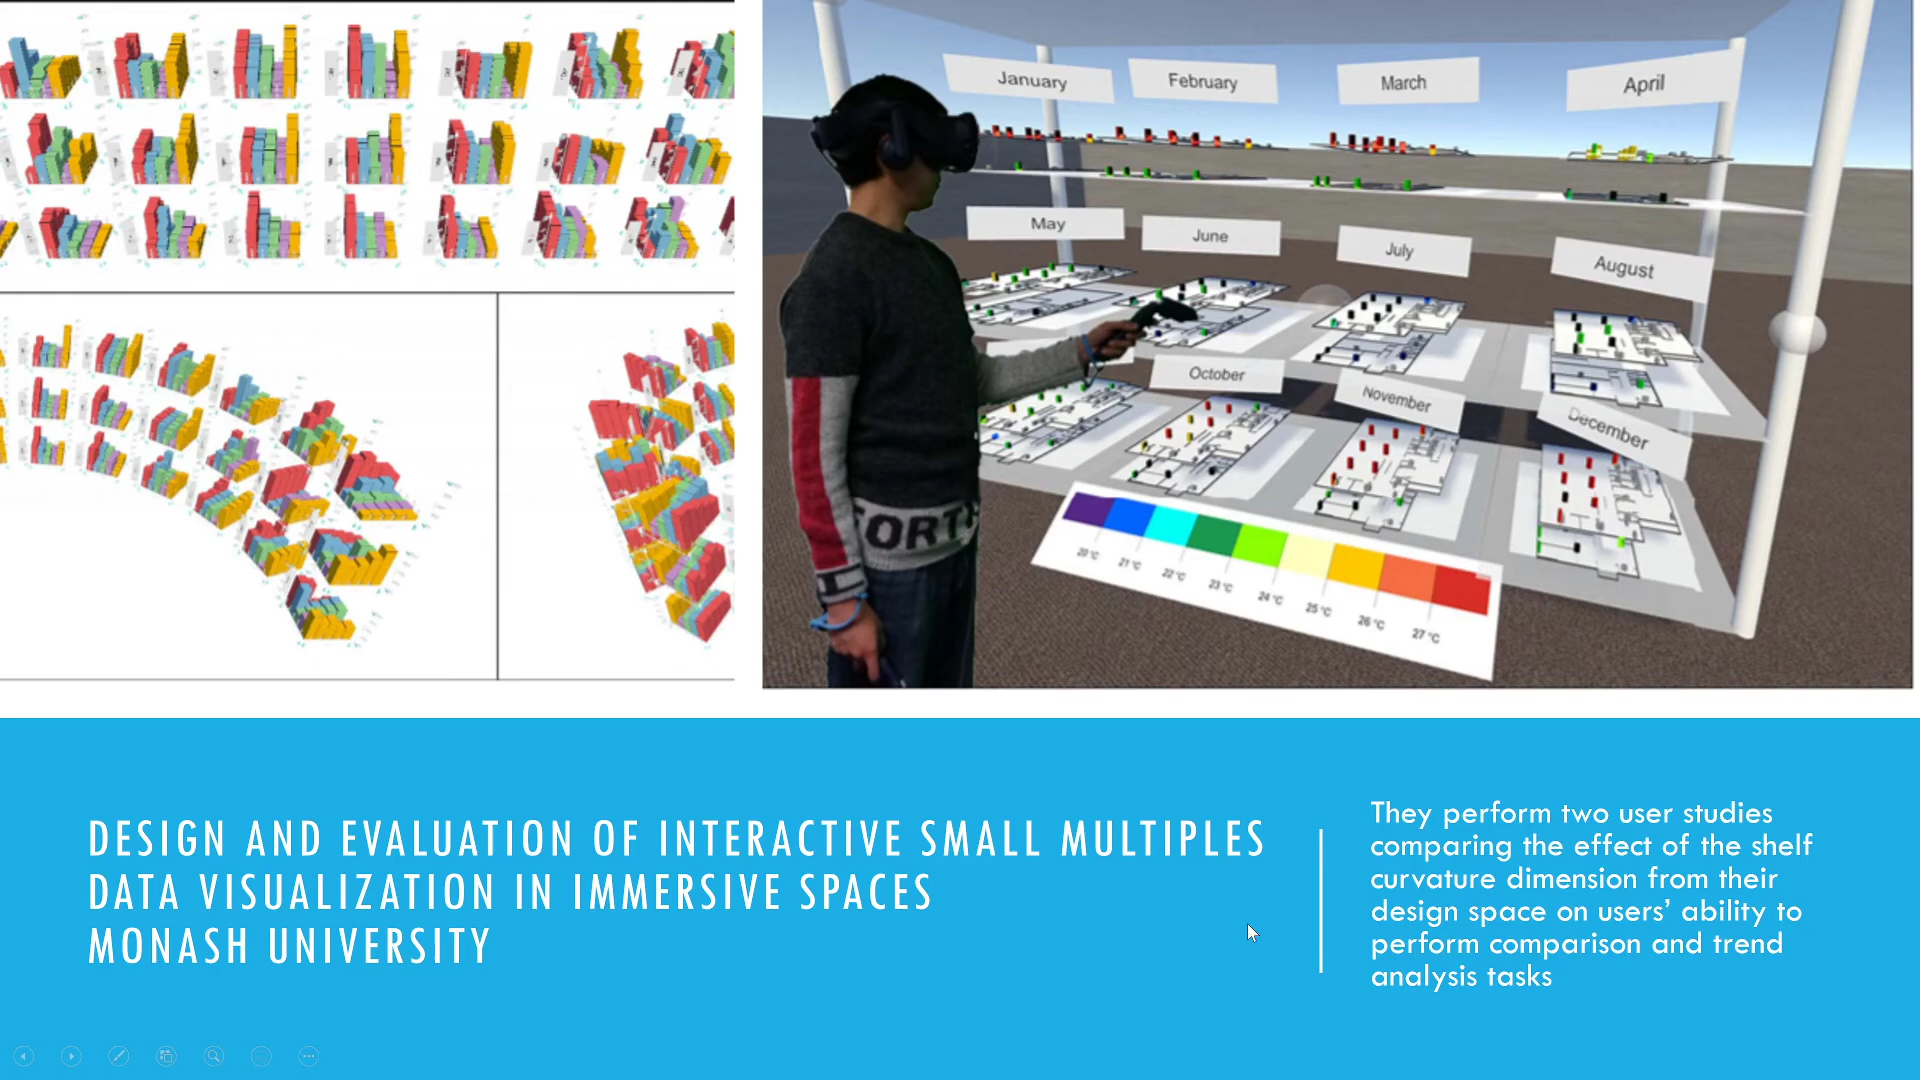 January
February
March
April
May
June
July
August
October
November
December
FORT
20 °C
21 °C
22 °C
23 °C
24 °C
25 °C
26 °C
27 °C
DESIGN AND EVALUATION OF INTERACTIVE SMALL MULTIPLES
DATA VISUALIZATION IN IMMERSIVE SPACES
MONASH UNIVERSITY
They perform two user studies
comparing the effect of the shelf
curvature dimension from their
design space on users’ ability to
perform comparison and trend
analysis tasks